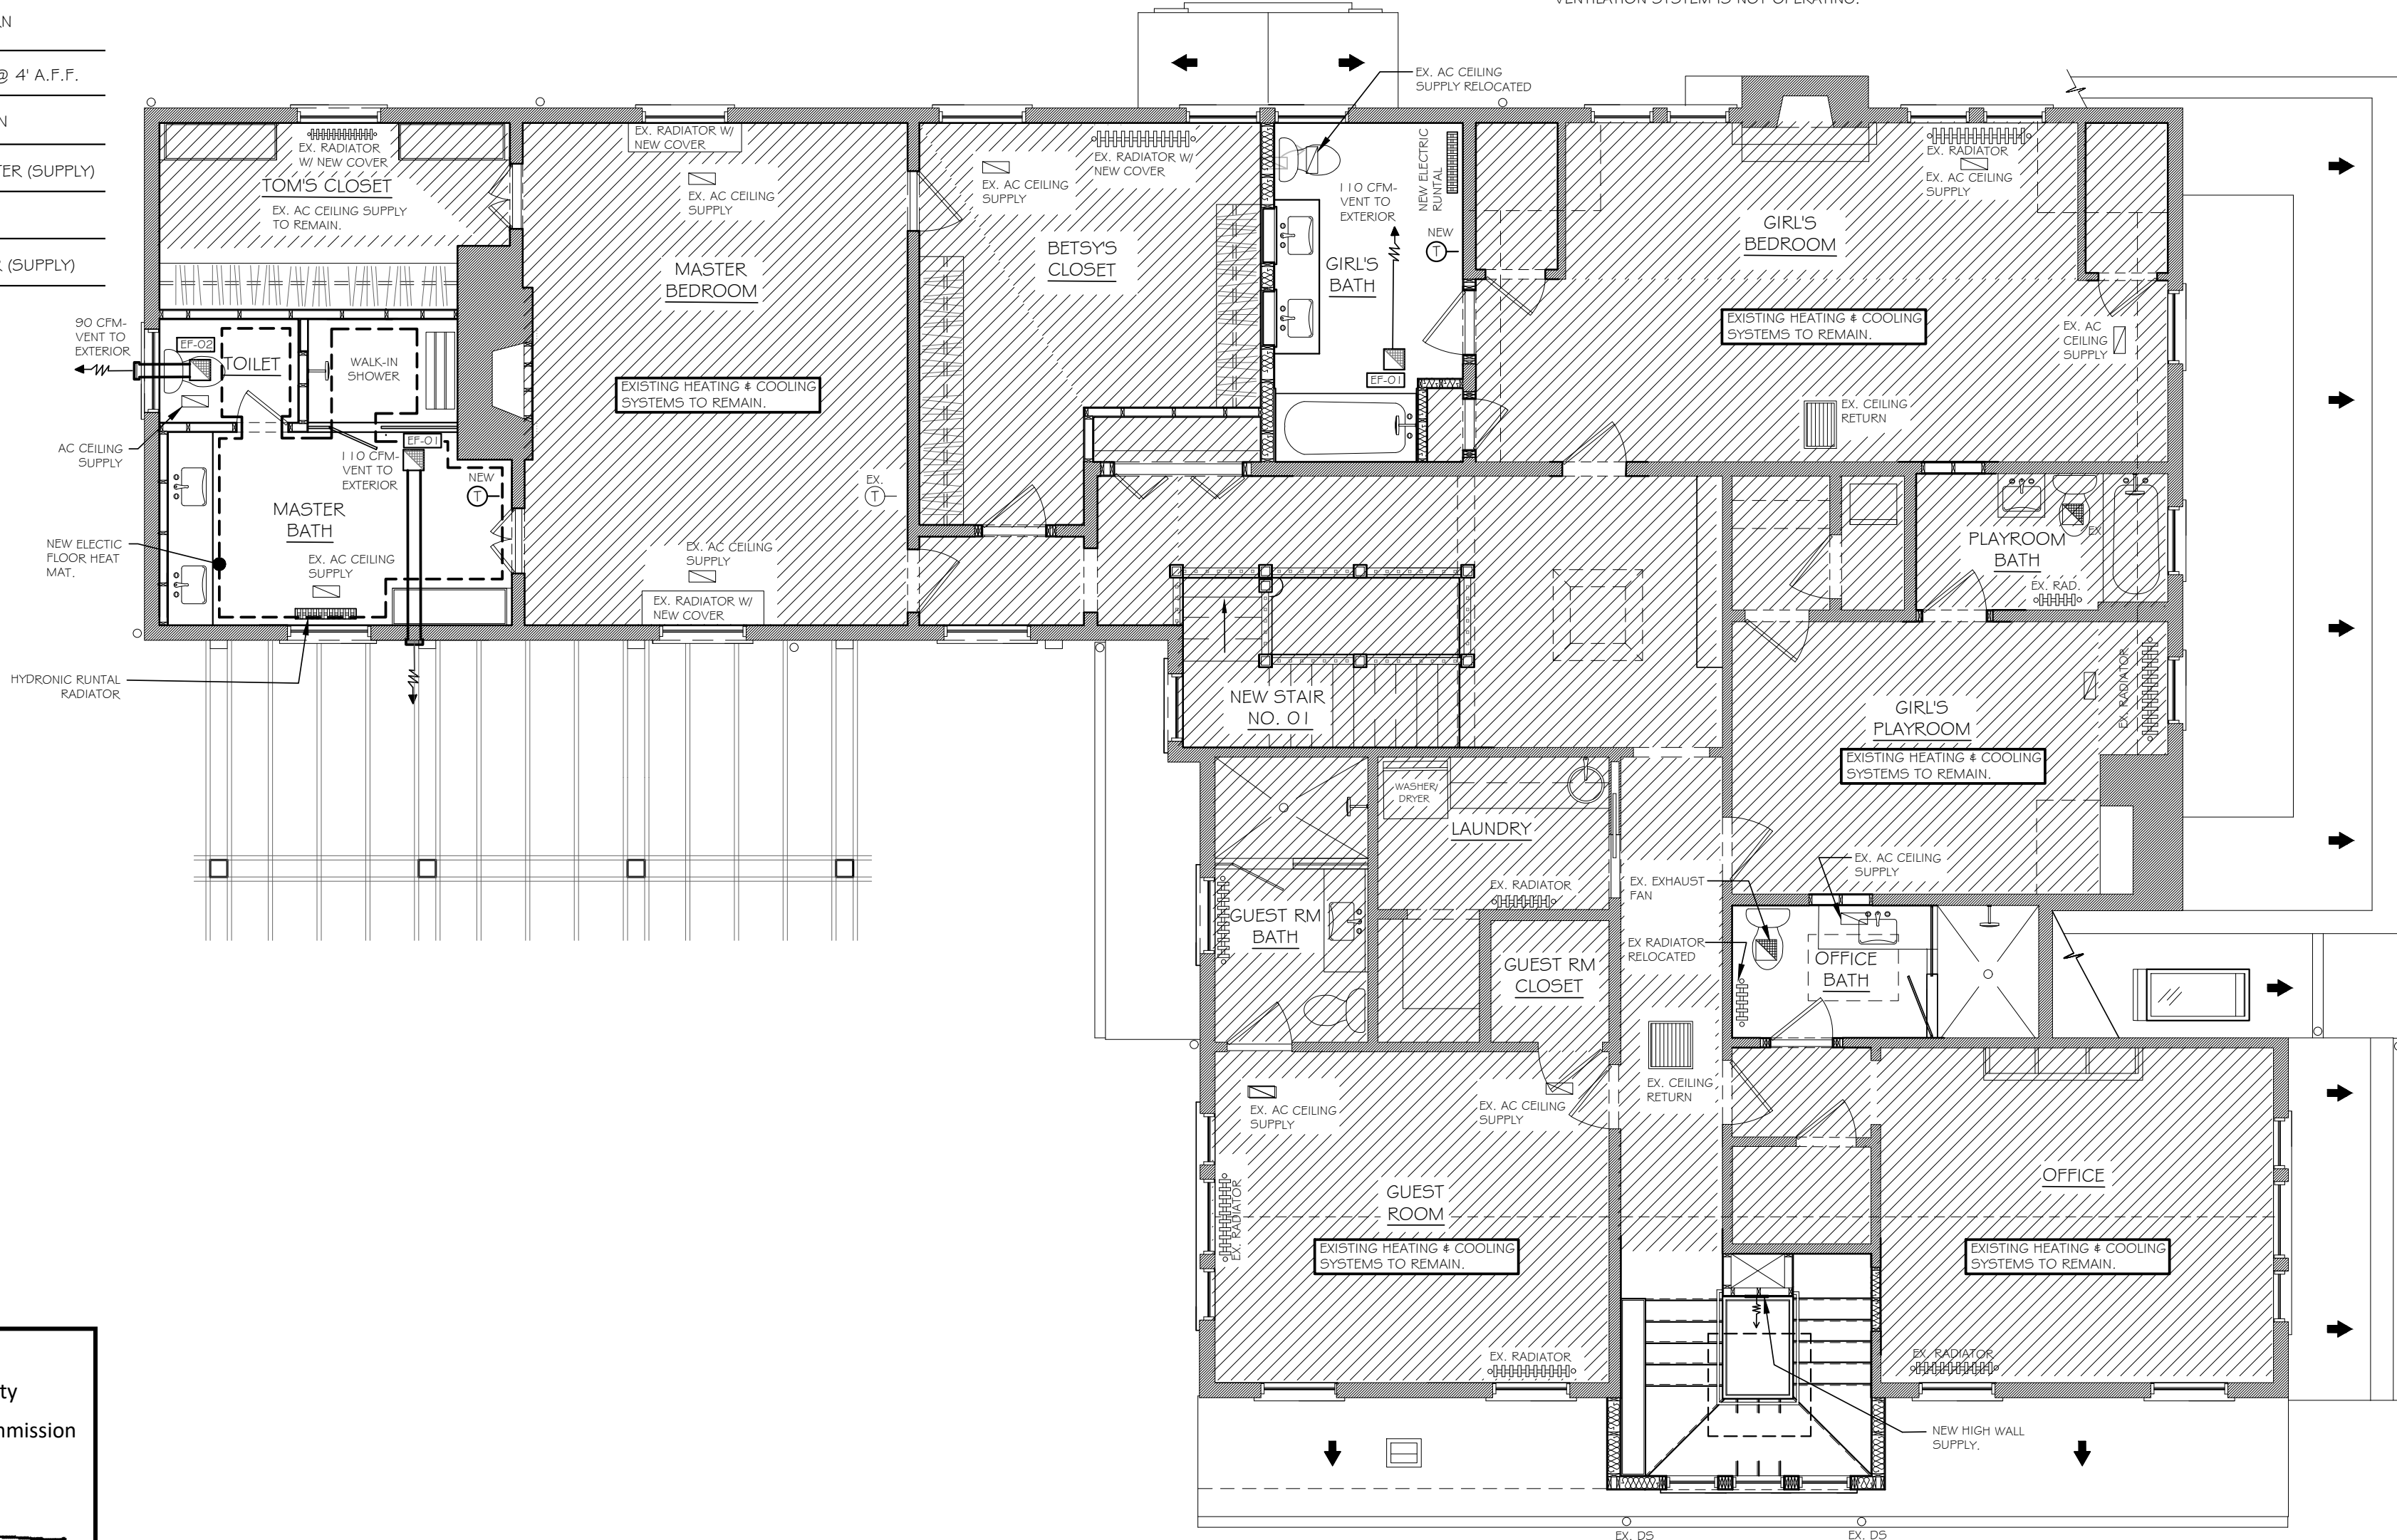 VENTILATION SYSTEM IS NOT OPERATING.
@ 4' A.F.F.
TER (SUPPLY)
R (SUPPLY)
EX. AC CEILING
SUPPLY RELOCATED
EX. RADIATOR
W/ NEW COVER
TOM'S CLOSET
EX. AC CEILING SUPPLY
TO REMAIN.
EX. RADIATOR W/
NEW COVER
EX. AC CEILING
SUPPLY
MASTER
BEDROOM
EXISTING HEATING & COOLING
SYSTEMS TO REMAIN.
EX.
T
EX. AC CEILING
SUPPLY
EX. RADIATOR W/
NEW COVER
EX. AC CEILING
SUPPLY
EX. RADIATOR W/
NEW COVER
BETSY'S
CLOSET
110 CFM-
VENT TO
EXTERIOR
NEW ELECTRIC
RUNTAL
NEW
T
GIRL'S
BATH
EF-01
EX. RADIATOR
EX. AC CEILING
SUPPLY
GIRL'S
BEDROOM
EXISTING HEATING & COOLING
SYSTEMS TO REMAIN.
EX. AC
CEILING
SUPPLY
EX. CEILING
RETURN
90 CFM-
VENT TO
EXTERIOR
EF-02
TOILET
WALK-IN
SHOWER
AC CEILING
SUPPLY
EF-01
110 CFM-
VENT TO
EXTERIOR
NEW
T
MASTER
BATH
NEW ELECTIC
FLOOR HEAT
MAT.
EX. AC CEILING
SUPPLY
HYDRONIC RUNTAL
RADIATOR
PLAYROOM
BATH
EX
EX. RAD.
NEW STAIR
NO. 01
GIRL'S
PLAYROOM
EXISTING HEATING & COOLING
SYSTEMS TO REMAIN.
EX. RADIATOR
WASHER/
DRYER
LAUNDRY
EX. RADIATOR
GUEST RM
BATH
GUEST RM
CLOSET
EX. EXHAUST
FAN
EX. AC CEILING
SUPPLY
EX RADIATOR
RELOCATED
OFFICE
BATH
EX. CEILING
RETURN
EX. AC CEILING
SUPPLY
EX. AC CEILING
SUPPLY
EX. RADIATOR
GUEST
ROOM
EXISTING HEATING & COOLING
SYSTEMS TO REMAIN.
EX. RADIATOR
OFFICE
EXISTING HEATING & COOLING
SYSTEMS TO REMAIN.
EX. RADIATOR
NEW HIGH WALL
SUPPLY.
EX. DS
EX. DS
ty
mmission